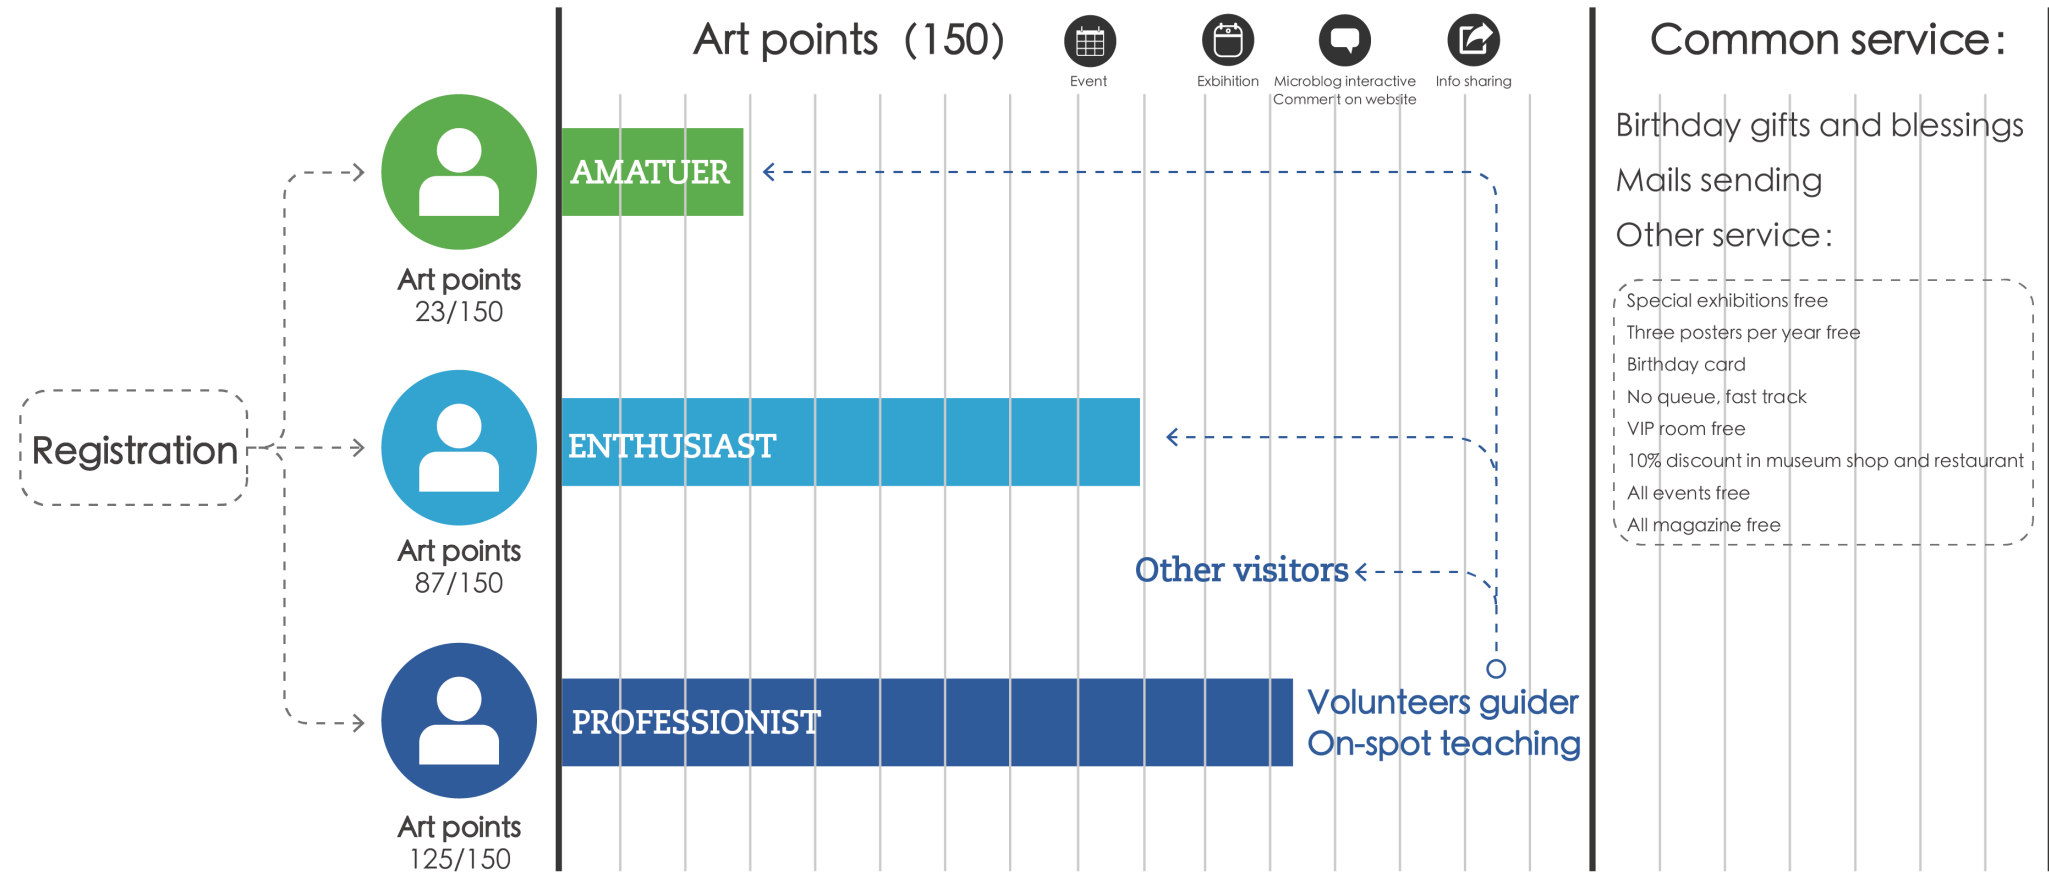 Registration
Art points
23/150
Art points
87/150
Art points
125/150
Art points (150)
Event
Exbihition
Microblog interactive
Comment on website
Info sharing
AMATUER
ENTHUSIAST
Other visitors
PROFESSIONIST
Volunteers guider
On-spot teaching
Common service:
Birthday gifts and blessings
Mails sending
Other service:
Special exhibitions free
Three posters per year free
Birthday card
No queue, fast track
VIP room free
10% discount in museum shop and restaurant
All events free
All magazine free